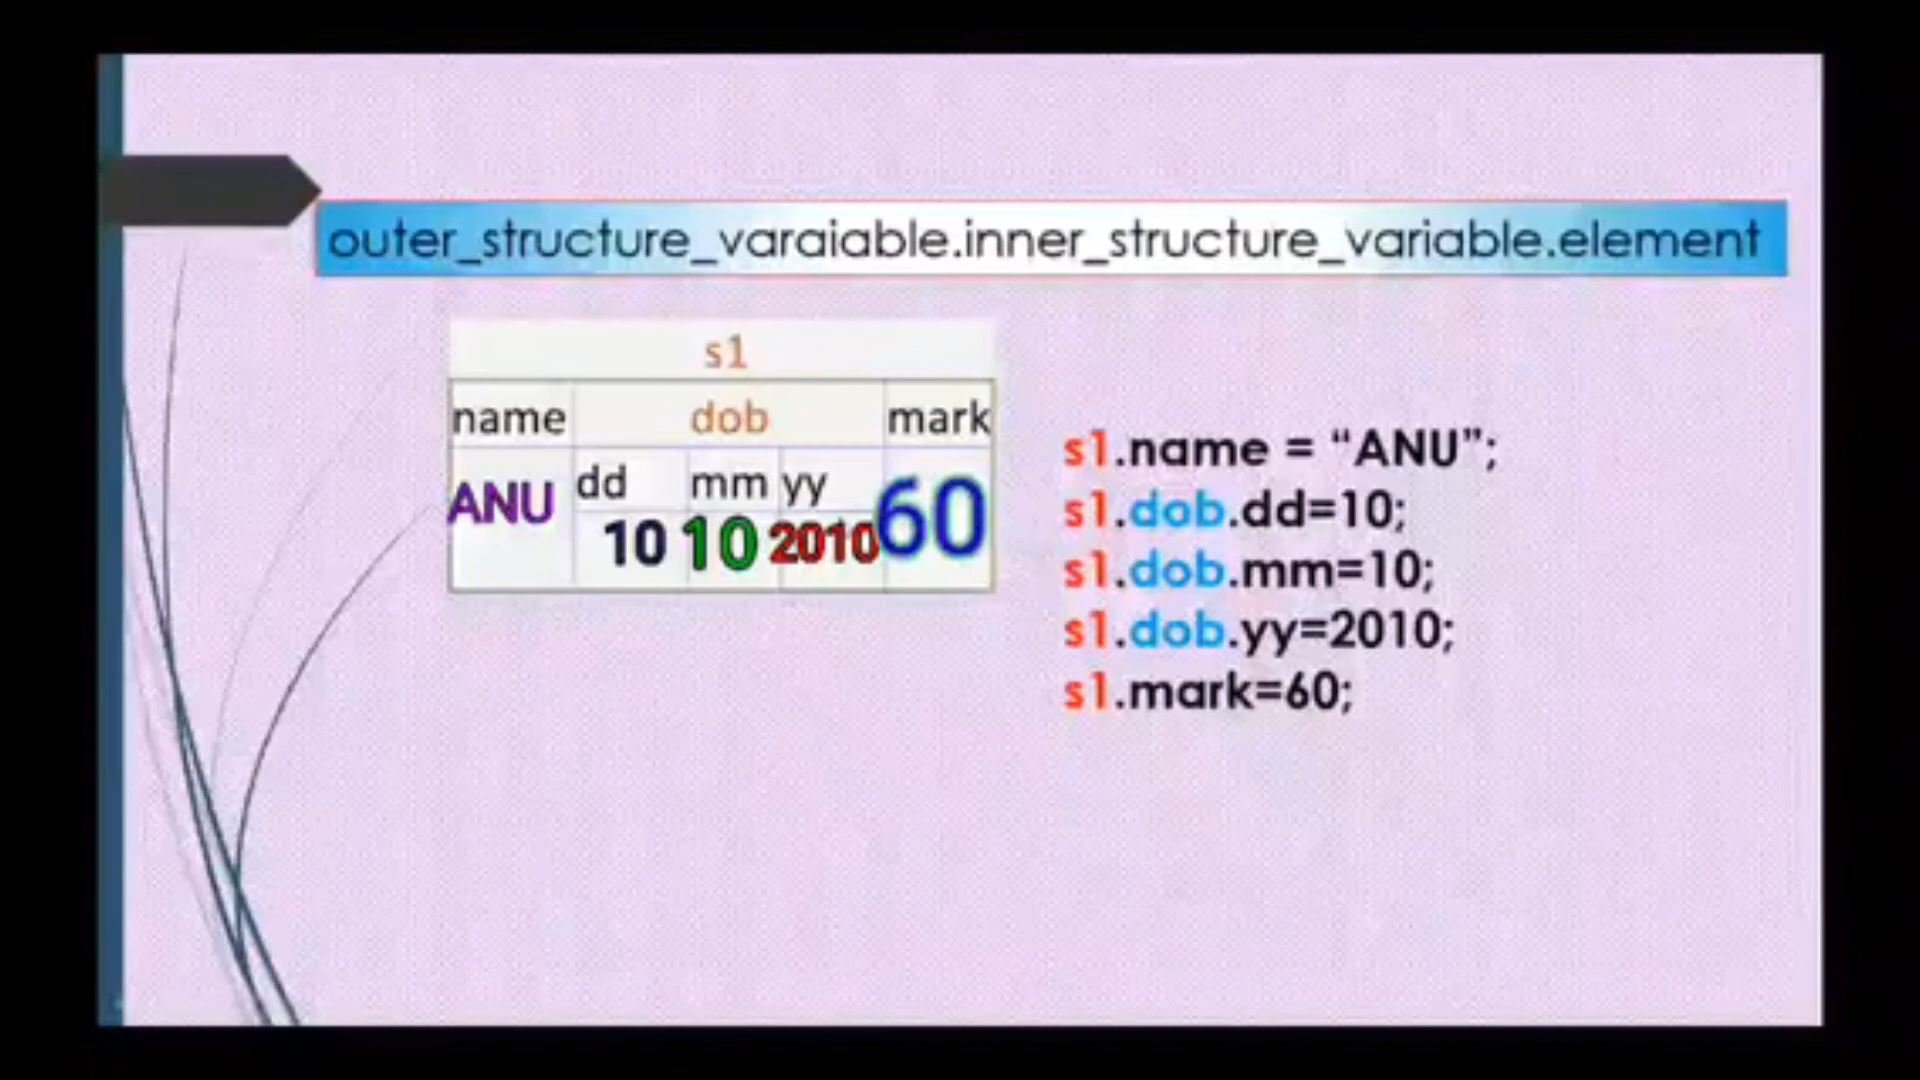 outer_structure_varaiable.inner_structure_variable.element
s1
name dob mark
dd mm yy
ANU 10 10 2010 60
s1.name = “ANU”;
s1.dob.dd=10;
s1.dob.mm=10;
s1.dob.yy=2010;
s1.mark=60;